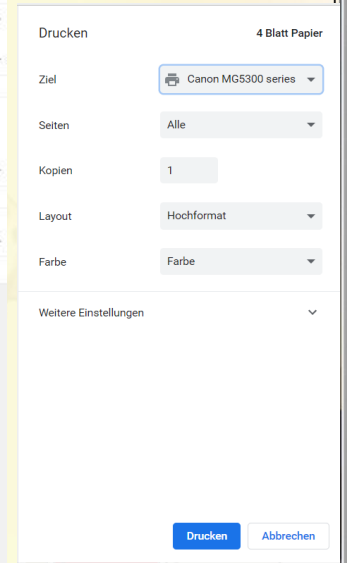 Drucken 4 Blatt Papier
Ziel Canon MG5300 series
Seiten Alle
Kopien 1
Layout Hochformat
Farbe Farbe
Weitere Einstellungen
Drucken Abbrechen